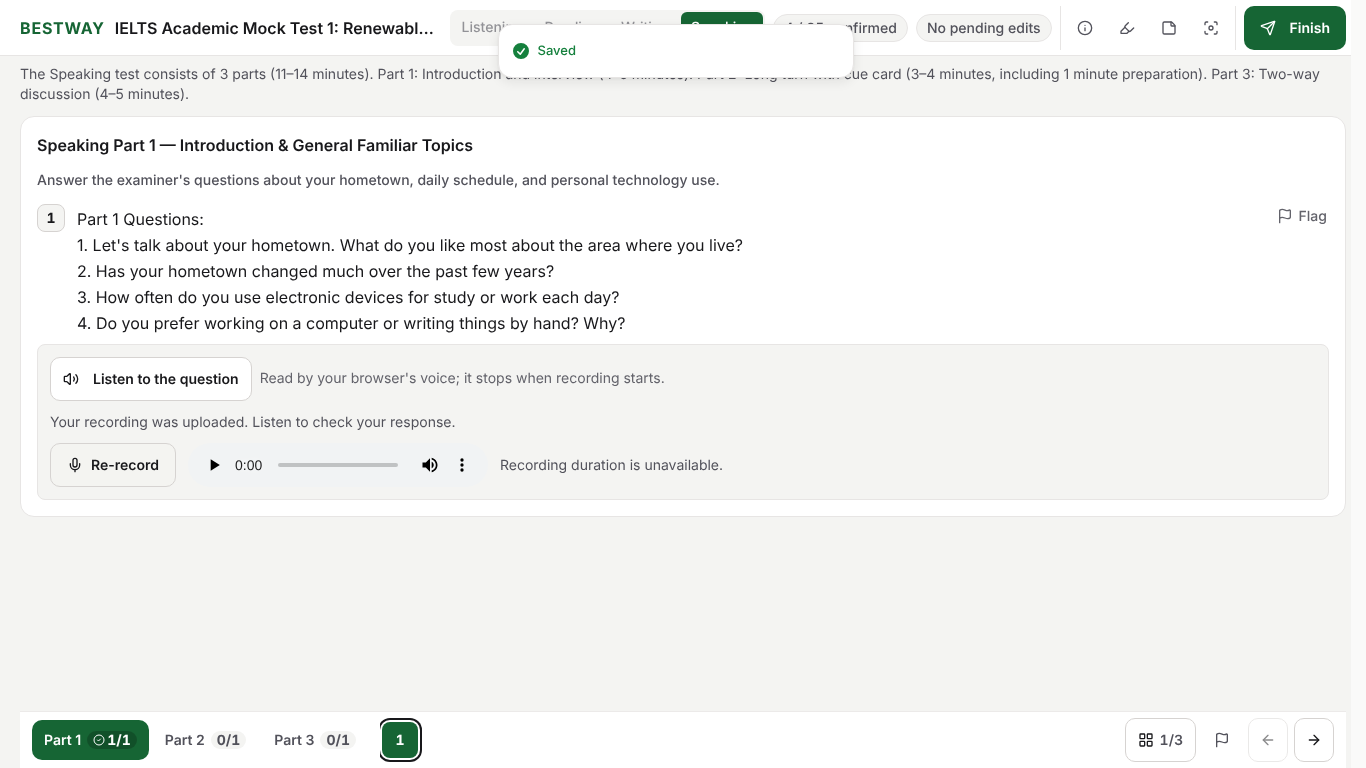 BESTWAY IELTS Academic Mock Test 1: Renewabl...
Saved
No pending edits
Finish
The Speaking test consists of 3 parts (11–14 minutes). Part 1: Introduction and cue card (3–4 minutes, including 1 minute preparation). Part 3: Two-way
discussion (4–5 minutes).
Speaking Part 1 — Introduction & General Familiar Topics
Answer the examiner's questions about your hometown, daily schedule, and personal technology use.
1 Part 1 Questions:
Flag
1. Let's talk about your hometown. What do you like most about the area where you live?
2. Has your hometown changed much over the past few years?
3. How often do you use electronic devices for study or work each day?
4. Do you prefer working on a computer or writing things by hand? Why?
Listen to the question Read by your browser's voice; it stops when recording starts.
Your recording was uploaded. Listen to check your response.
Re-record 0:00 Recording duration is unavailable.
Part 1 1/1 Part 2 0/1 Part 3 0/1 1 1/3